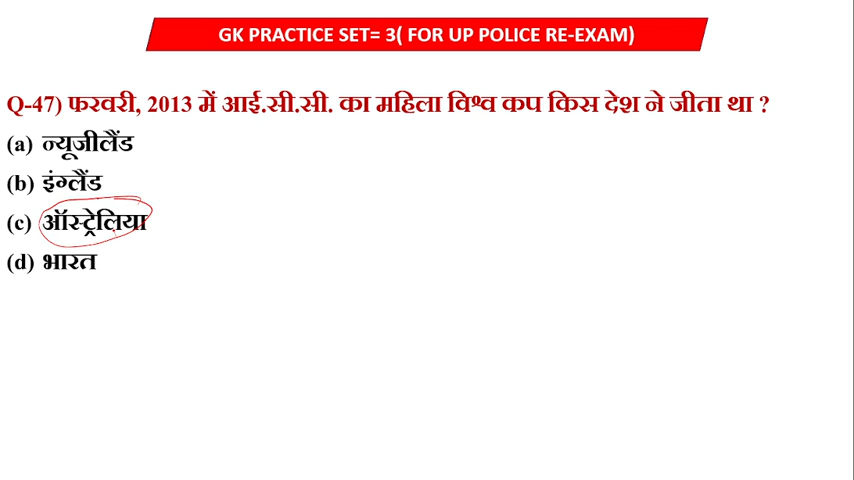 GK PRACTICE SET= 3( FOR UP POLICE RE-EXAM)
Q-47) फरवरी, 2013 में आई.सी.सी. का महिला विश्व कप किस देश ने जीता था ?
(a) न्यूजीलैंड
(b) इंग्लैंड
(c) ऑस्ट्रेलिया
(d) भारत